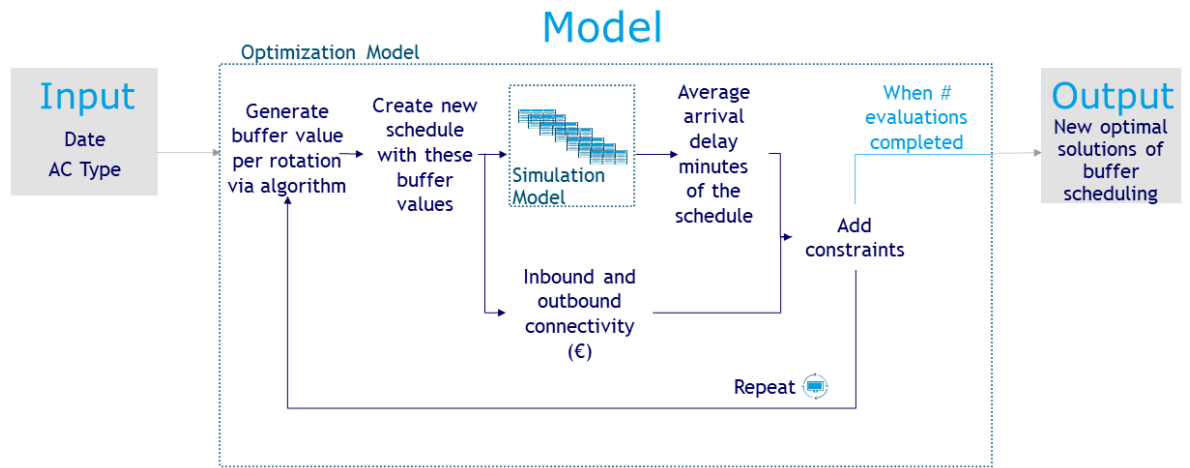 Model
Optimization Model
Input
Date
AC Type
Generate
buffer value
per rotation
via algorithm
Create new
schedule
with these
buffer
values
Simulation
Model
Average
arrival
delay
minutes
of the
schedule
Inbound and
outbound
connectivity
(€)
Add
constraints
When #
evaluations
completed
Repeat
Output
New optimal
solutions of
buffer
scheduling